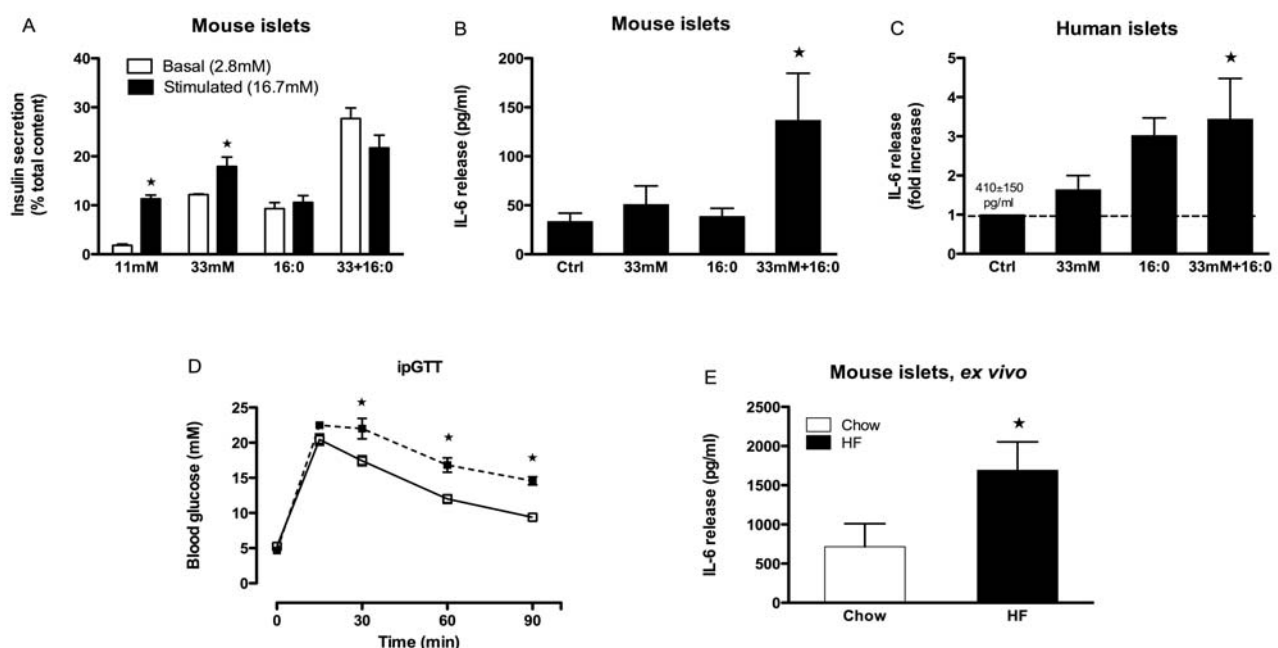 A
Mouse islets
Insulin secretion
(% total content)
40
30
20
10
0
Basal (2.8mM)
Stimulated (16.7mM)
★
★
11mM 33mM 16:0 33+16:0
B
Mouse islets
IL-6 release (pg/ml)
200
150
100
50
0
★
Ctrl 33mM 16:0 33mM+16:0
C
Human islets
IL-6 release
(fold increase)
5
4
3
2
1
0
410±150
pg/ml
★
Ctrl 33mM 16:0 33mM+16:0
D
ipGTT
Blood glucose (mM)
25
20
15
10
5
0
★
★
★
0 30 60 90
Time (min)
E
Mouse islets, ex vivo
IL-6 release (pg/ml)
2500
2000
1500
1000
500
0
Chow
HF
★
Chow HF